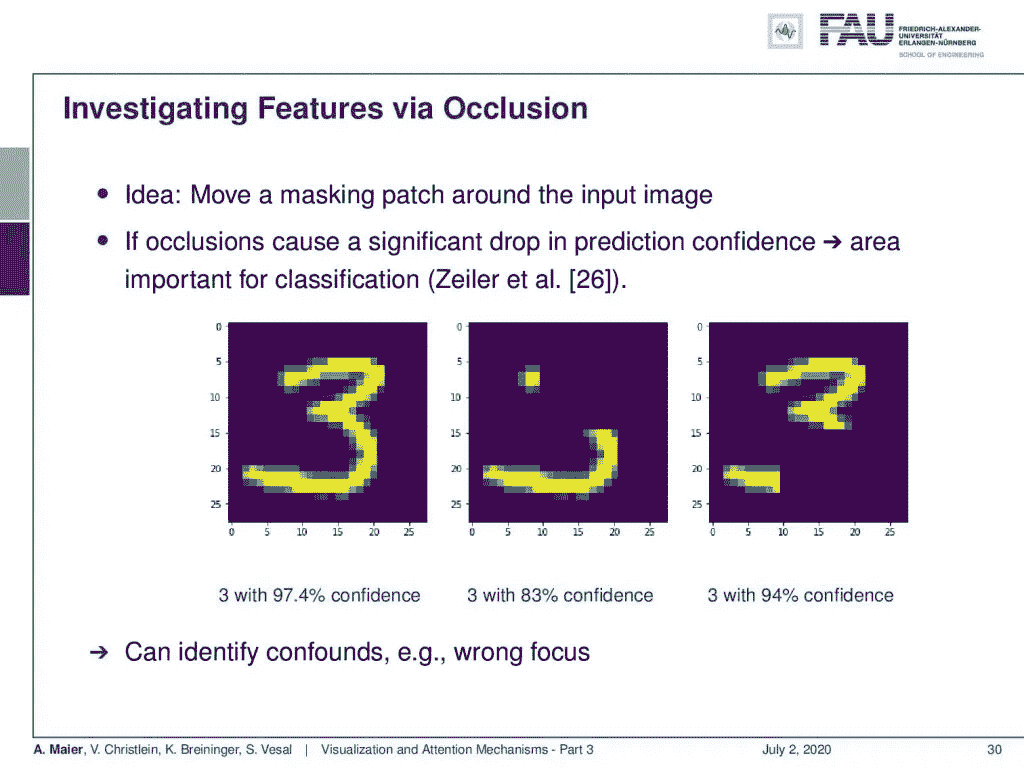 FAU
FRIEDRICH-ALEXANDER-
UNIVERSITÄT
ERLANGEN-NÜRNBERG
SCHOOL OF ENGINEERING
Investigating Features via Occlusion
• Idea: Move a masking patch around the input image
• If occlusions cause a significant drop in prediction confidence ➔ area
important for classification (Zeiler et al. [26]).
0
5
10
15
20
25
0 5 10 15 20 25
0
5
10
15
20
25
0 5 10 15 20 25
0
5
10
15
20
25
0 5 10 15 20 25
3 with 97.4% confidence
3 with 83% confidence
3 with 94% confidence
➔ Can identify confounds, e.g., wrong focus
A. Maier, V. Christlein, K. Breininger, S. Vesal | Visualization and Attention Mechanisms - Part 3 July 2, 2020 30